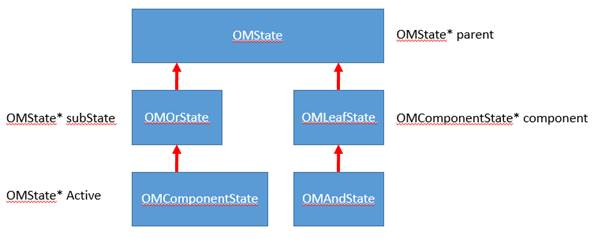 OMState
OMState* parent
OMState* subState
OMOrState
OMLeafState
OMComponentState* component
OMState* Active
OMComponentState
OMAndState